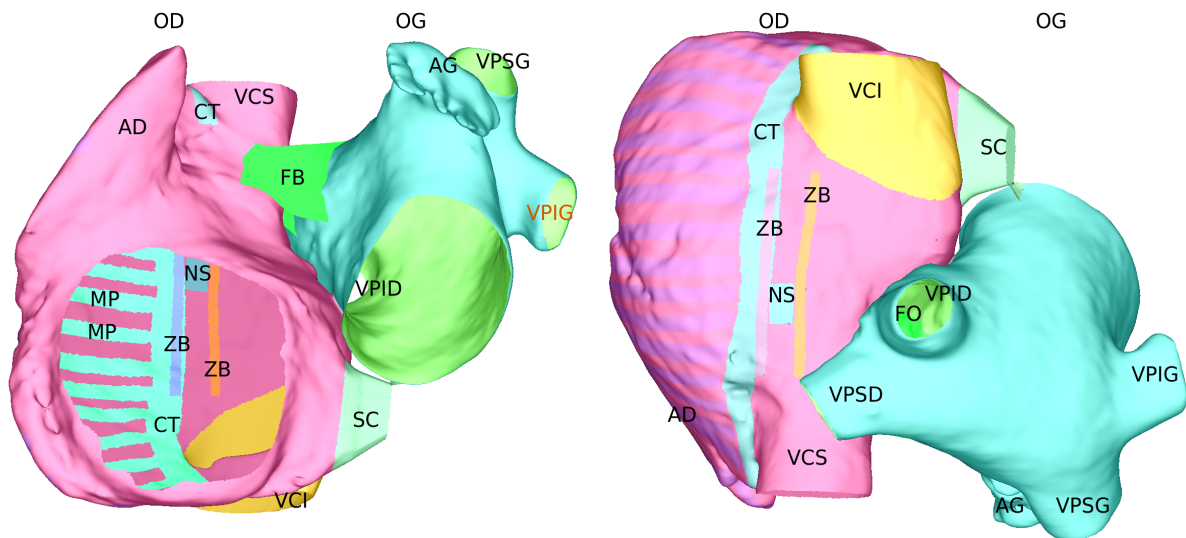 OD
OG
OD
OG
AG
VPSG
VCS
CT
AD
FB
VPIG
NS
VPID
MP
MP
ZB
ZB
CT
SC
VCI
VCI
CT
SC
ZB
ZB
NS
VPID
FO
VPIG
VPSD
AD
VCS
AG
VPSG